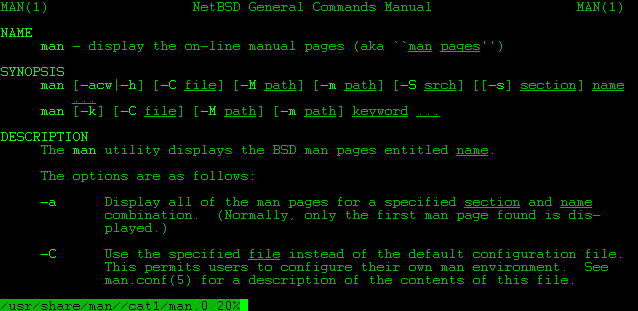 MAN(1) NetBSD General Commands Manual MAN(1)
NAME
man - display the on-line manual pages (aka ``man pages'')
SYNOPSIS
man [-acw|-h] [-C file] [-M path] [-m path] [-S srch] [[-s] section] name
...
man [-k] [-C file] [-M path] [-m path] keyword ...
DESCRIPTION
The man utility displays the BSD man pages entitled name.
The options are as follows:
-a Display all of the man pages for a specified section and name
combination. (Normally, only the first man page found is dis-
played.)
-C Use the specified file instead of the default configuration file.
This permits users to configure their own man environment. See
man.conf(5) for a description of the contents of this file.
/usr/share/man//cat1/man.0 20%